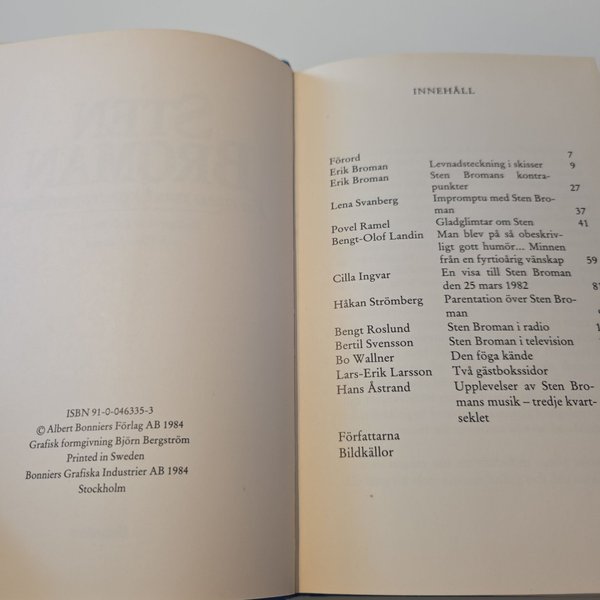 ISBN 91-0-046335-3
© Albert Bonniers Förlag AB 1984
Grafisk formgivning Björn Bergström
Printed in Sweden
Bonniers Grafiska Industrier AB 1984
Stockholm
INNEHÅLL
Förord 7
Erik Broman Levnadsteckning i skisser 9
Erik Broman Sten Bromans kontra-
punkter 27
Lena Svanberg Impromptu med Sten Bro-
man 37
Povel Ramel Gladglimtar om Sten 41
Bengt-Olof Landin Man blev på så obeskriv-
ligt gott humör... Minnen
från en fyrtioårig vänskap 59
Cilla Ingvar En visa till Sten Broman
den 25 mars 1982 81
Håkan Strömberg Parentation över Sten Bro-
man
Bengt Roslund Sten Broman i radio
Bertil Svensson Sten Broman i television
Bo Wallner Den föga kände
Lars-Erik Larsson Två gästbokssidor
Hans Åstrand Upplevelser av Sten Bro-
mans musik – tredje kvart-
seklet
Författarna
Bildkällor